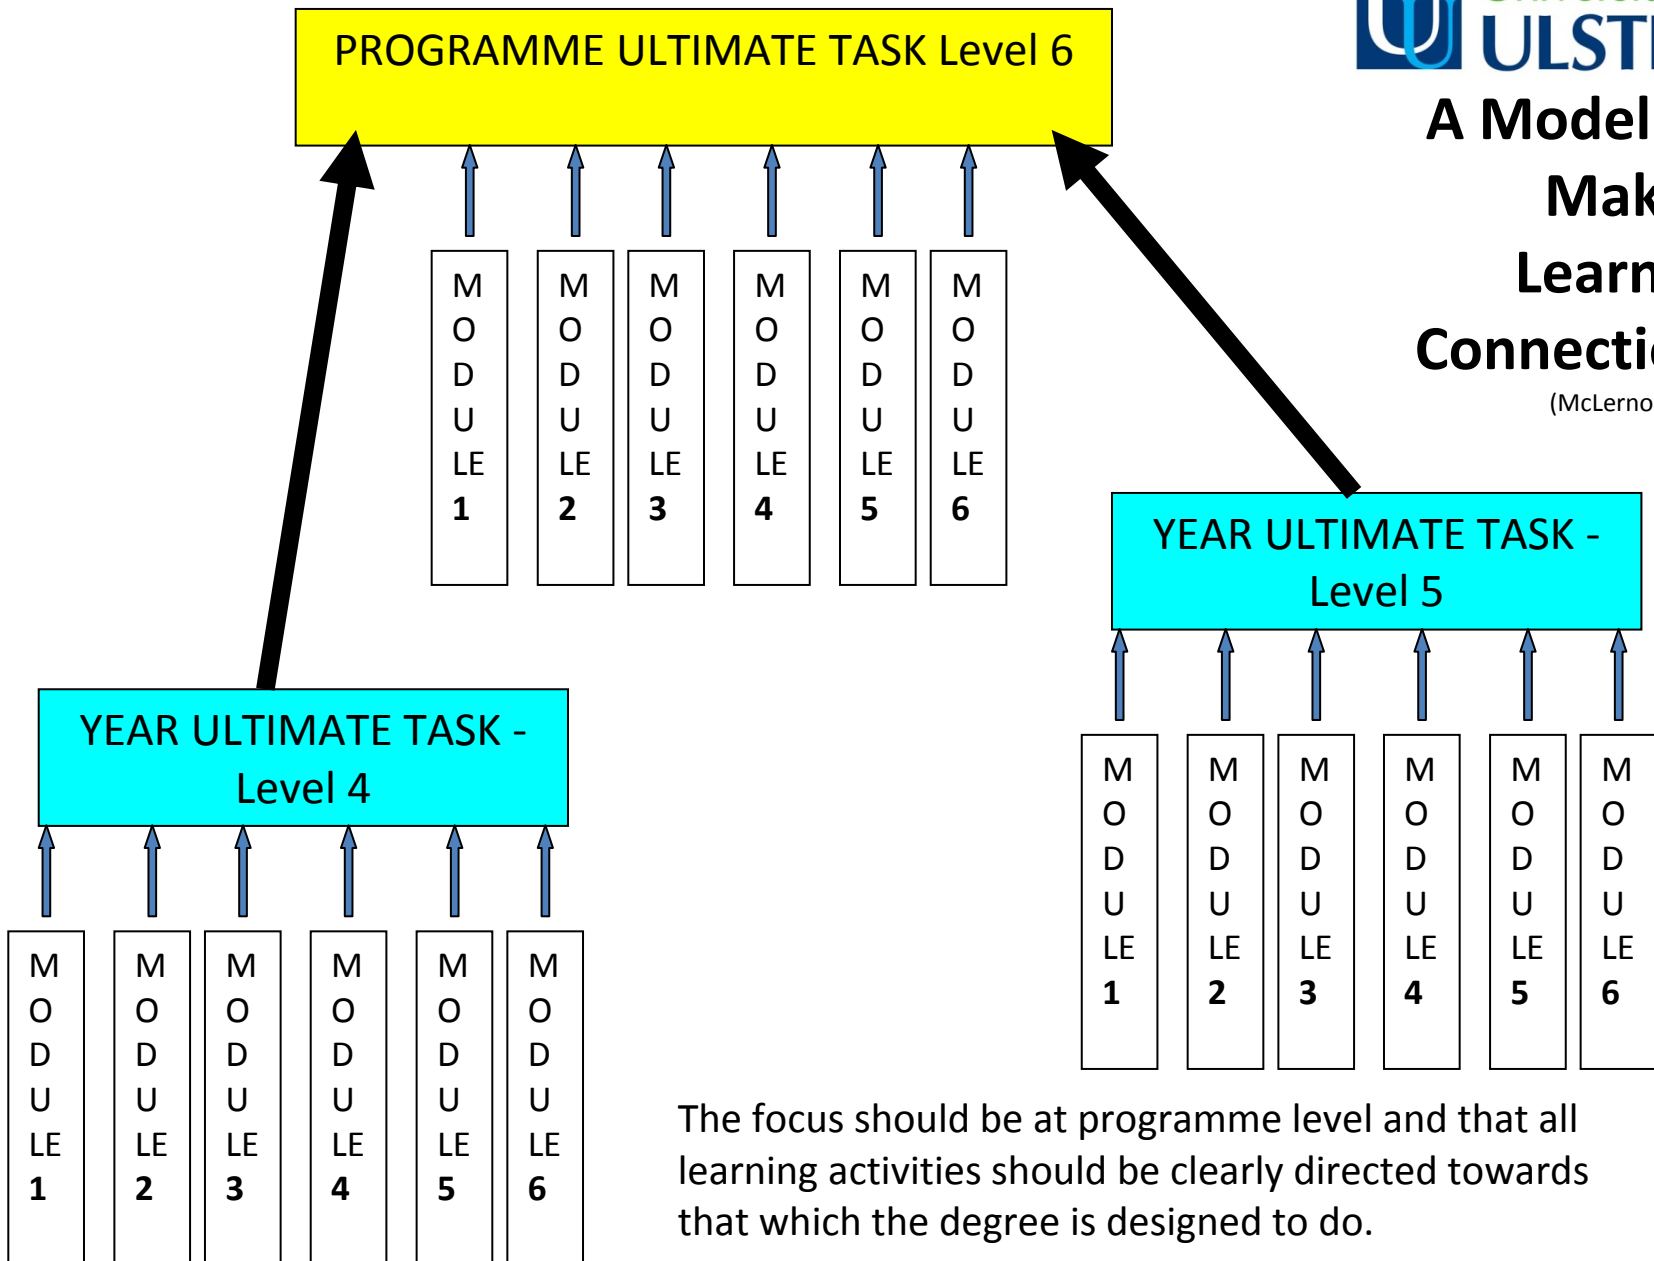 PROGRAMME ULTIMATE TASK Level 6
ULST
A Model
Mak
Learn
Connecti
(McLerno
M O D U LE 1
M O D U LE 2
M O D U LE 3
M O D U LE 4
M O D U LE 5
M O D U LE 6
YEAR ULTIMATE TASK -
Level 5
M O D U LE 1
M O D U LE 2
M O D U LE 3
M O D U LE 4
M O D U LE 5
M O D U LE 6
YEAR ULTIMATE TASK -
Level 4
M O D U LE 1
M O D U LE 2
M O D U LE 3
M O D U LE 4
M O D U LE 5
M O D U LE 6
The focus should be at programme level and that all
learning activities should be clearly directed towards
that which the degree is designed to do.